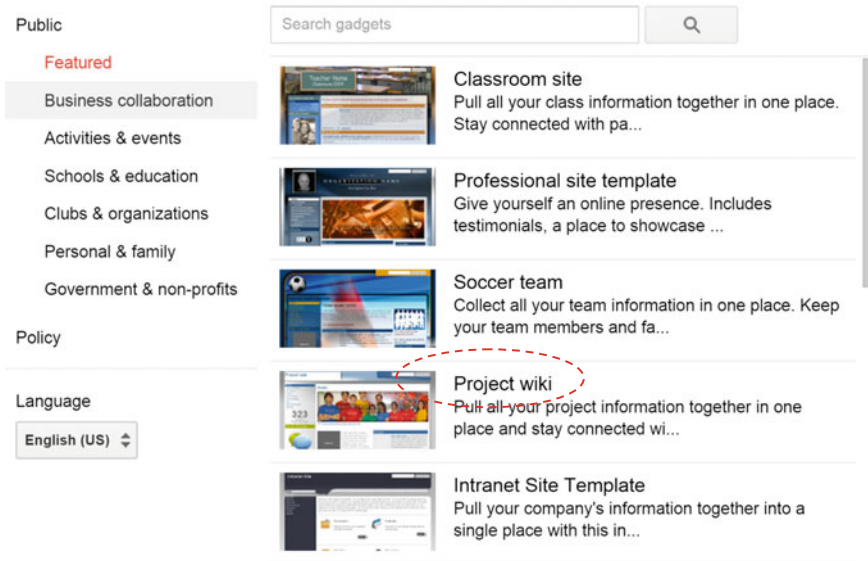 Public
Featured
Business collaboration
Activities & events
Schools & education
Clubs & organizations
Personal & family
Government & non-profits
Policy
Language
English (US)
Search gadgets
Classroom site
Pull all your class information together in one place.
Stay connected with pa...
Professional site template
Give yourself an online presence. Includes
testimonials, a place to showcase ...
Soccer team
Collect all your team information in one place. Keep
your team members and fa...
323
Project wiki
Pull all your project information together in one
place and stay connected wi...
Intranet Site Template
Pull your company's information together into a
single place with this in...